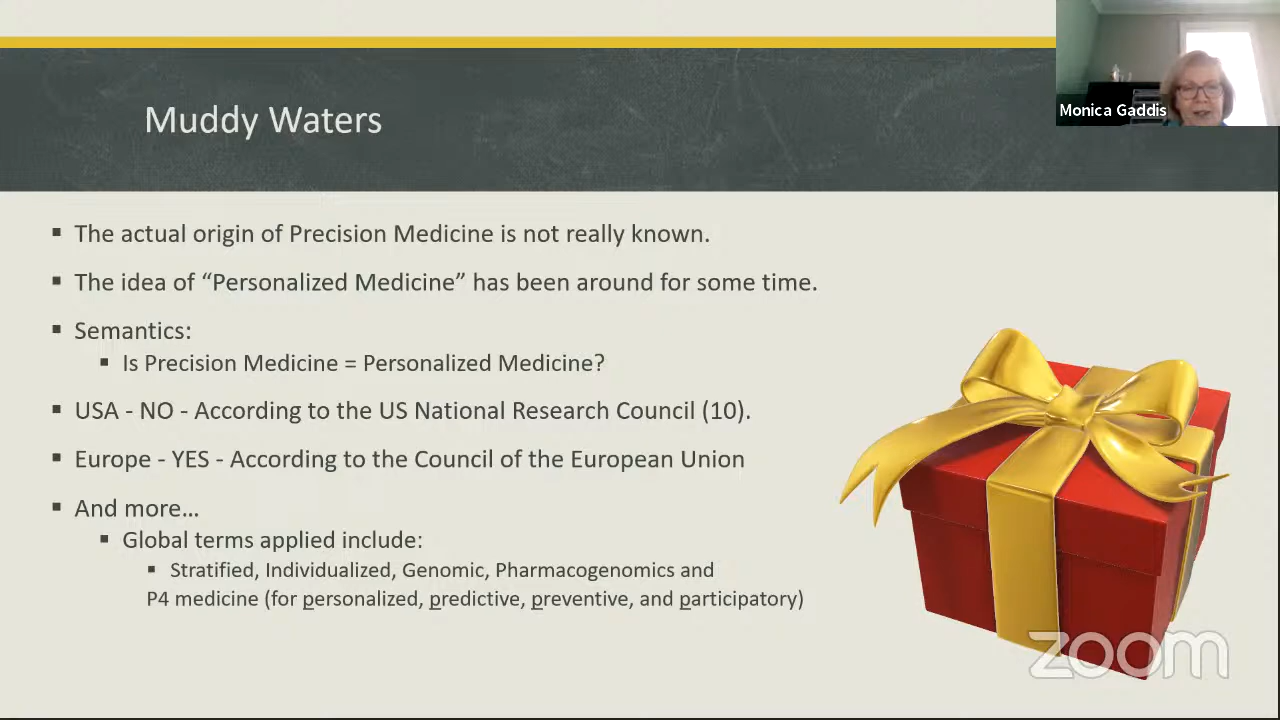 Monica Gaddis
Muddy Waters
▪ The actual origin of Precision Medicine is not really known.
▪ The idea of “Personalized Medicine” has been around for some time.
▪ Semantics:
▪ Is Precision Medicine = Personalized Medicine?
▪ USA - NO - According to the US National Research Council (10).
▪ Europe - YES - According to the Council of the European Union
▪ And more…
▪ Global terms applied include:
▪ Stratified, Individualized, Genomic, Pharmacogenomics and
P4 medicine (for personalized, predictive, preventive, and participatory)
zoom